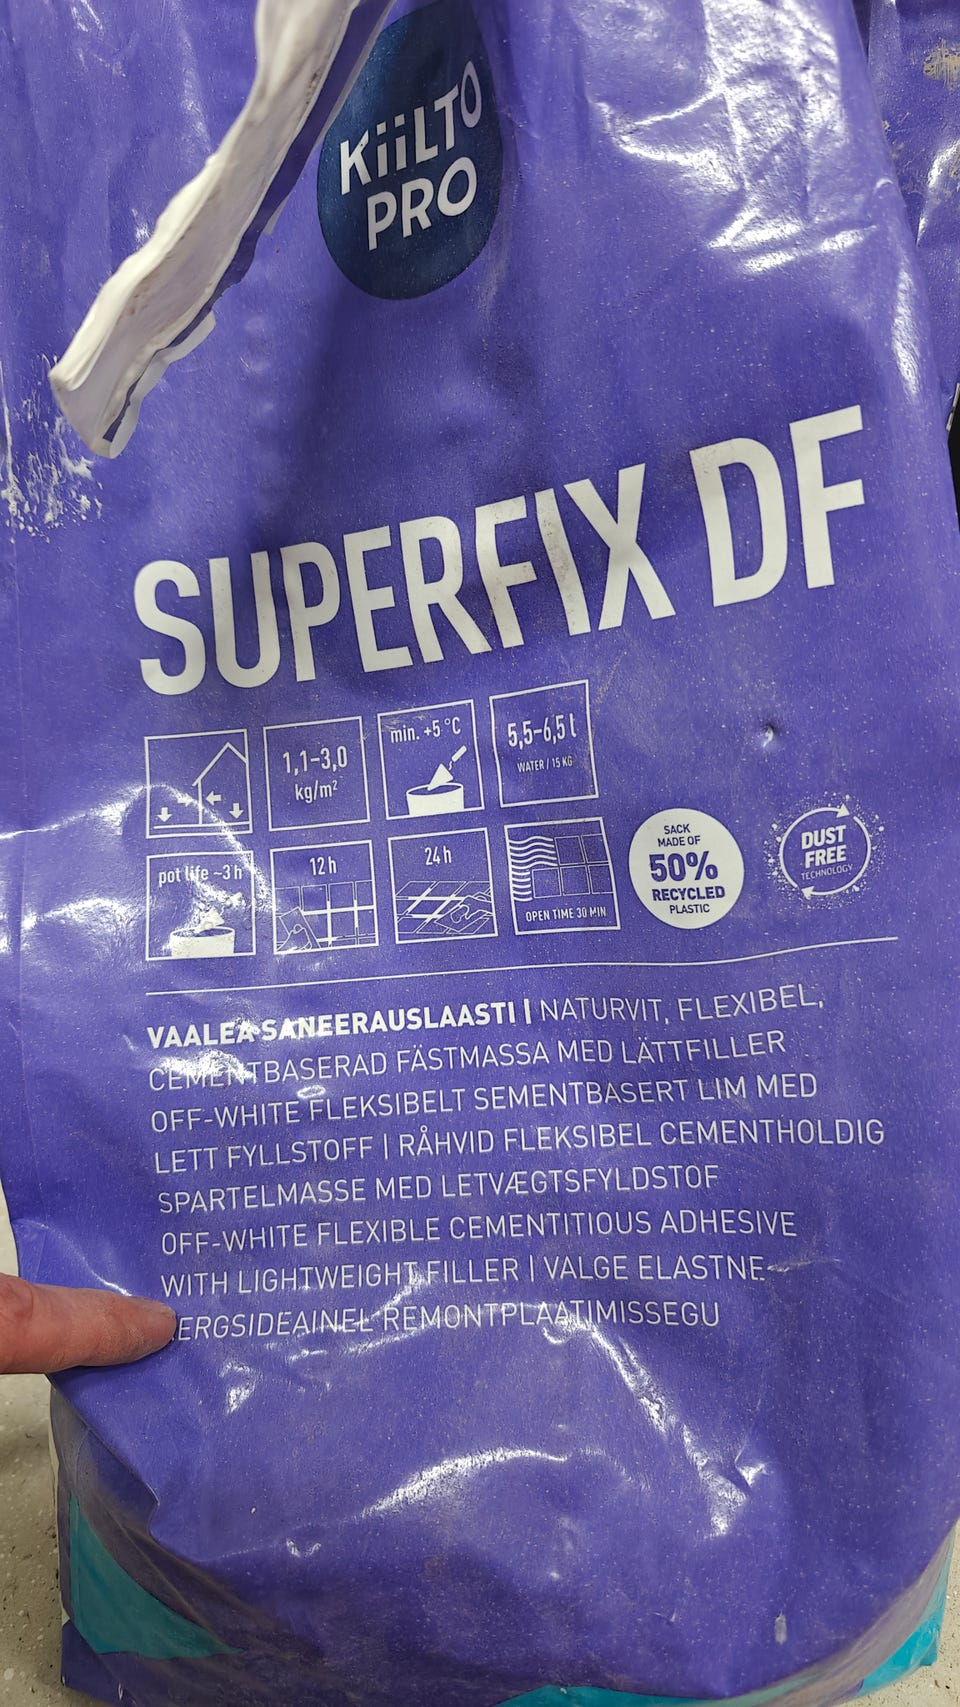 KiiLTO
PRO
SUPERFIX DF
min. +5 °C
1,1–3,0
kg/m²
5,5–6,5 l
WATER / 15 KG
pot life ~3 h
12 h
24 h
OPEN TIME 30 MIN
SACK
MADE OF
50%
RECYCLED
PLASTIC
DUST
FREE
TECHNOLOGY
VAALEA SANEERAUSLAASTI | NATURVIT, FLEXIBEL,
CEMENTBASERAD FÄSTMASSA MED LÄTTFILLER
OFF-WHITE FLEKSIBELT SEMENTBASERT LIM MED
LETT FYLLSTOFF | RÅHVID FLEKSIBEL CEMENTHOLDIG
SPARTELMASSE MED LETVÆGTSFYLDSTOF
OFF-WHITE FLEXIBLE CEMENTITIOUS ADHESIVE
WITH LIGHTWEIGHT FILLER | VALGE ELASTNE
REMONTPLAATIMISSEGU